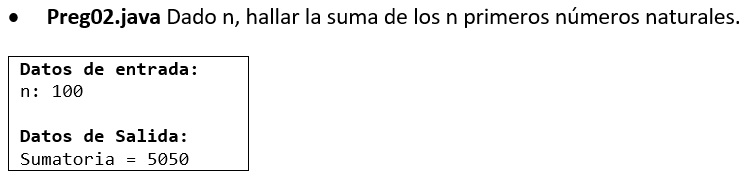 • Preg02.java Dado n, hallar la suma de los n primeros números naturales.
Datos de entrada:
n: 100
Datos de Salida:
Sumatoria = 5050